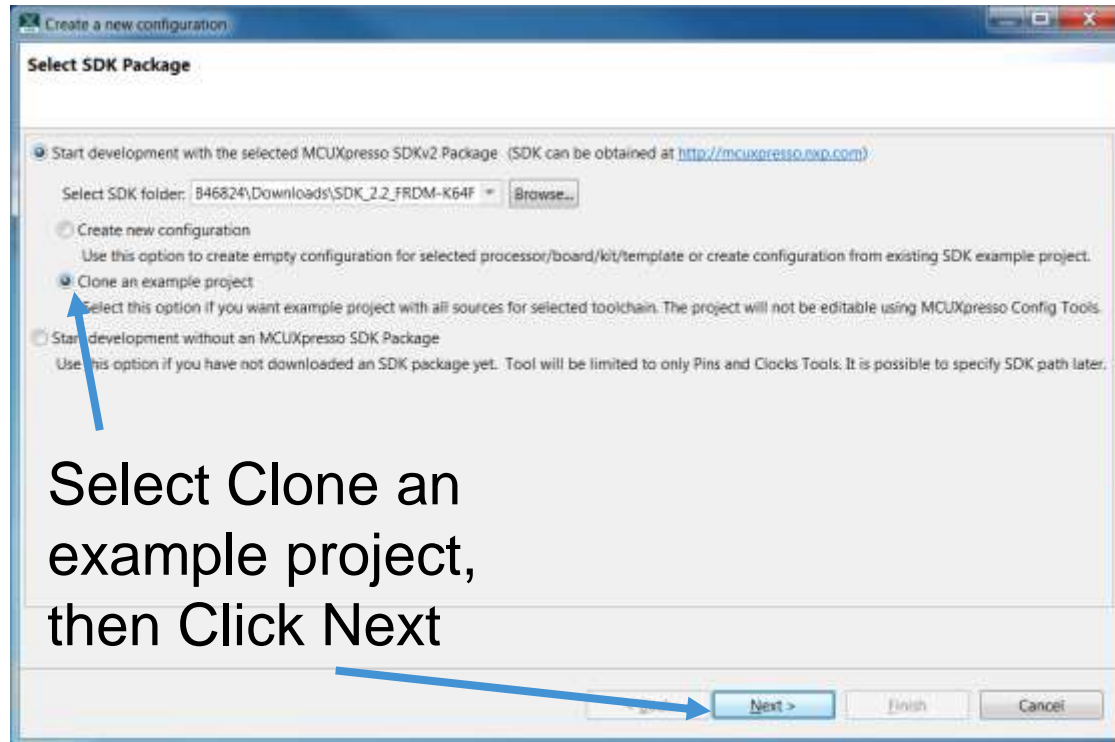 Create a new configuration
Select SDK Package
Start development with the selected MCUXpresso SDKv2 Package (SDK can be obtained at http://mcuxpresso.nxp.com)
Select SDK folder: B46824\Downloads\SDK_2.2_FRDM-K64F Browse...
Create new configuration
Use this option to create empty configuration for selected processor/board/kit/template or create configuration from existing SDK example project.
Clone an example project
Select this option if you want example project with all sources for selected toolchain. The project will not be editable using MCUXpresso Config Tools.
Start development without an MCUXpresso SDK Package
Use this option if you have not downloaded an SDK package yet. Tool will be limited to only Pins and Clocks Tools. It is possible to specify SDK path later.
Select Clone an
example project,
then Click Next
Next > Finish Cancel